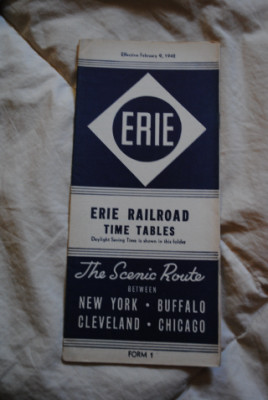 Effective February 9, 1948
ERIE
ERIE RAILROAD
TIME TABLES
Daylight Saving Time is shown in this folder
The Scenic Route
BETWEEN
NEW YORK • BUFFALO
CLEVELAND • CHICAGO
FORM 1